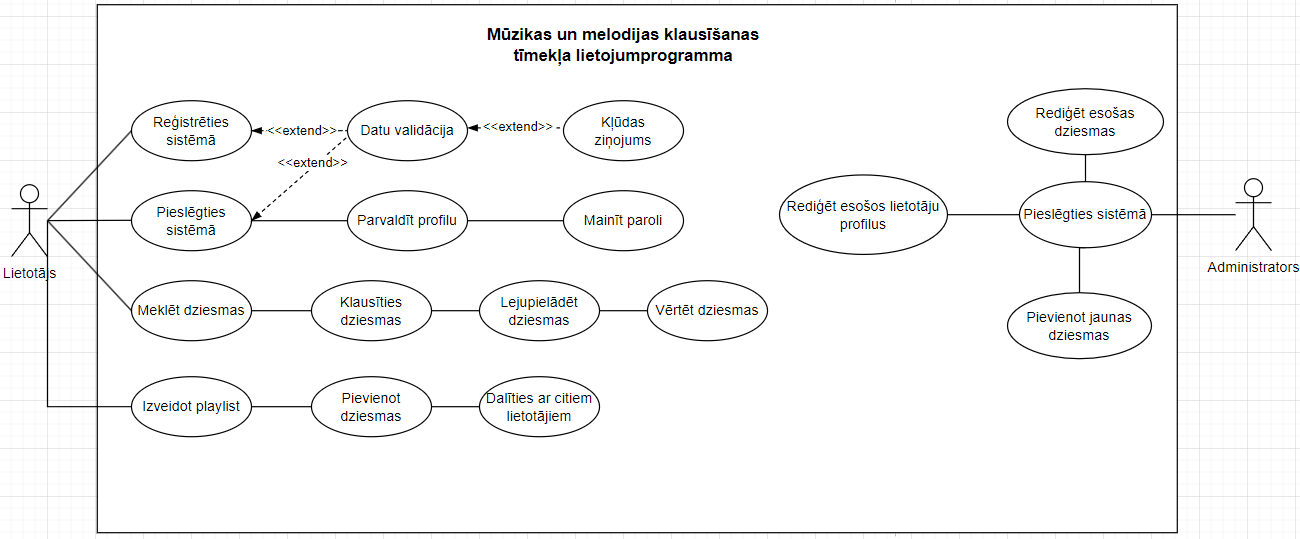 Mūzikas un melodijas klausīšanas
tīmekļa lietojumprogramma
Reģistrēties
sistēmā
<<extend>>
Datu validācija
<<extend>>
Kļūdas
ziņojums
<<extend>>
Pieslēgties
sistēmā
Parvaldīt profilu
Mainīt paroli
Lietotājs
Meklēt dziesmas
Klausīties
dziesmas
Lejupielādēt
dziesmas
Vērtēt dziesmas
Izveidot playlist
Pievienot
dziesmas
Dalīties ar citiem
lietotājiem
Rediģēt esošas
dziesmas
Rediģēt esošos lietotāju
profilus
Pieslēgties sistēmā
Administrators
Pievienot jaunas
dziesmas